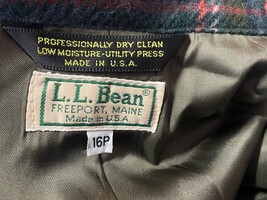 PROFESSIONALLY DRY CLEAN
LOW MOISTURE-UTILITY PRESS
MADE IN U.S.A.
L.L.Bean®
FREEPORT, MAINE
Made in U.S.A.
16P